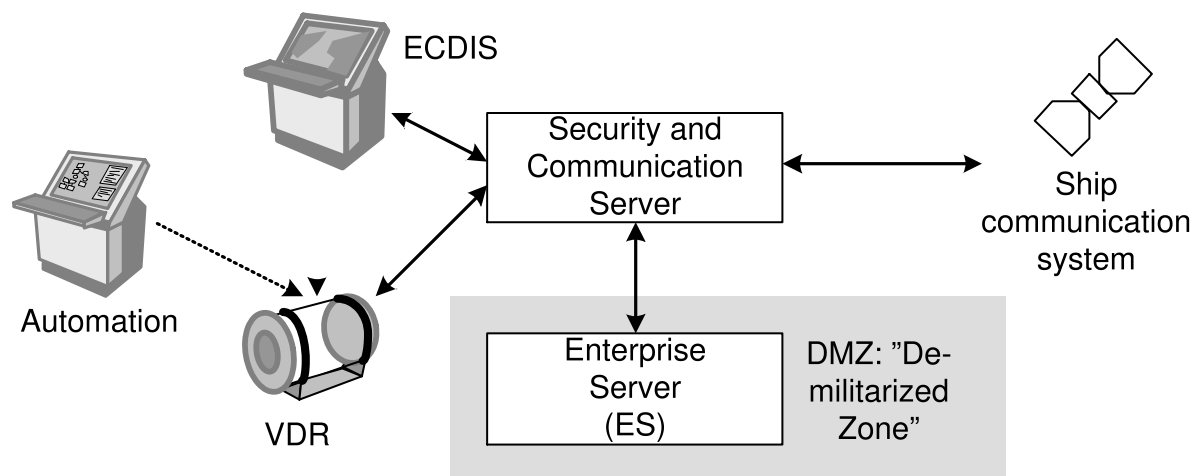 ECDIS
Security and
Communication
Server
Ship
communication
system
Automation
VDR
Enterprise
Server
(ES)
DMZ: ”De-
militarized
Zone”